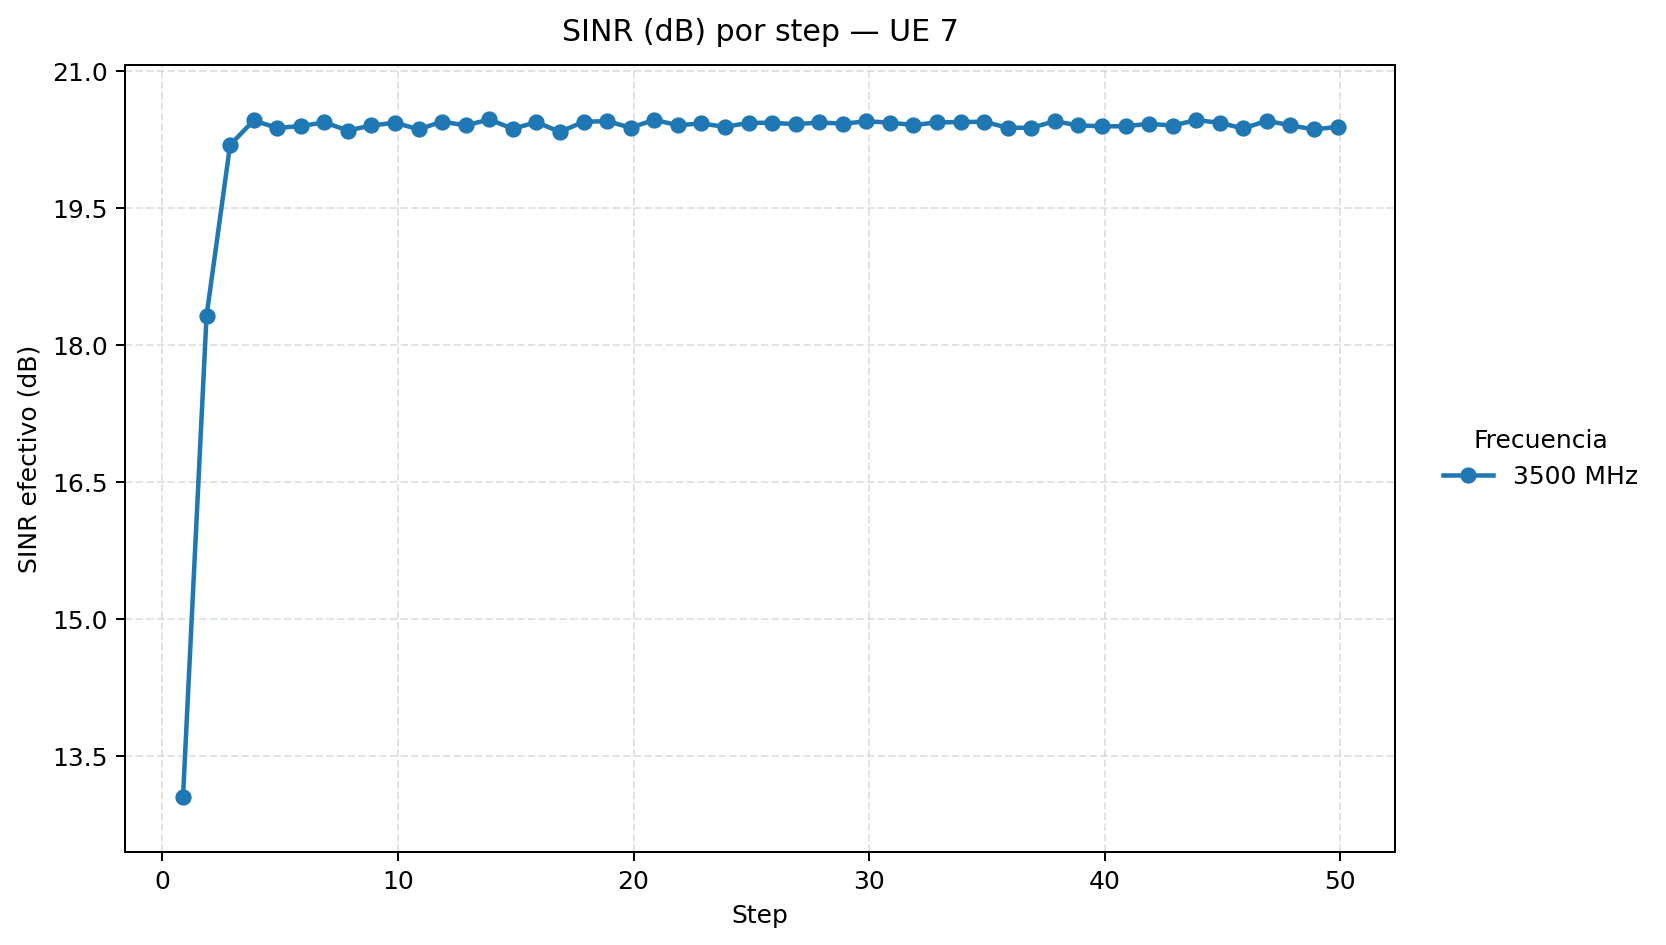 SINR (dB) por step — UE 7
21.0
19.5
18.0
16.5
15.0
13.5
SINR efectivo (dB)
0 10 20 30 40 50
Step
Frecuencia
3500 MHz